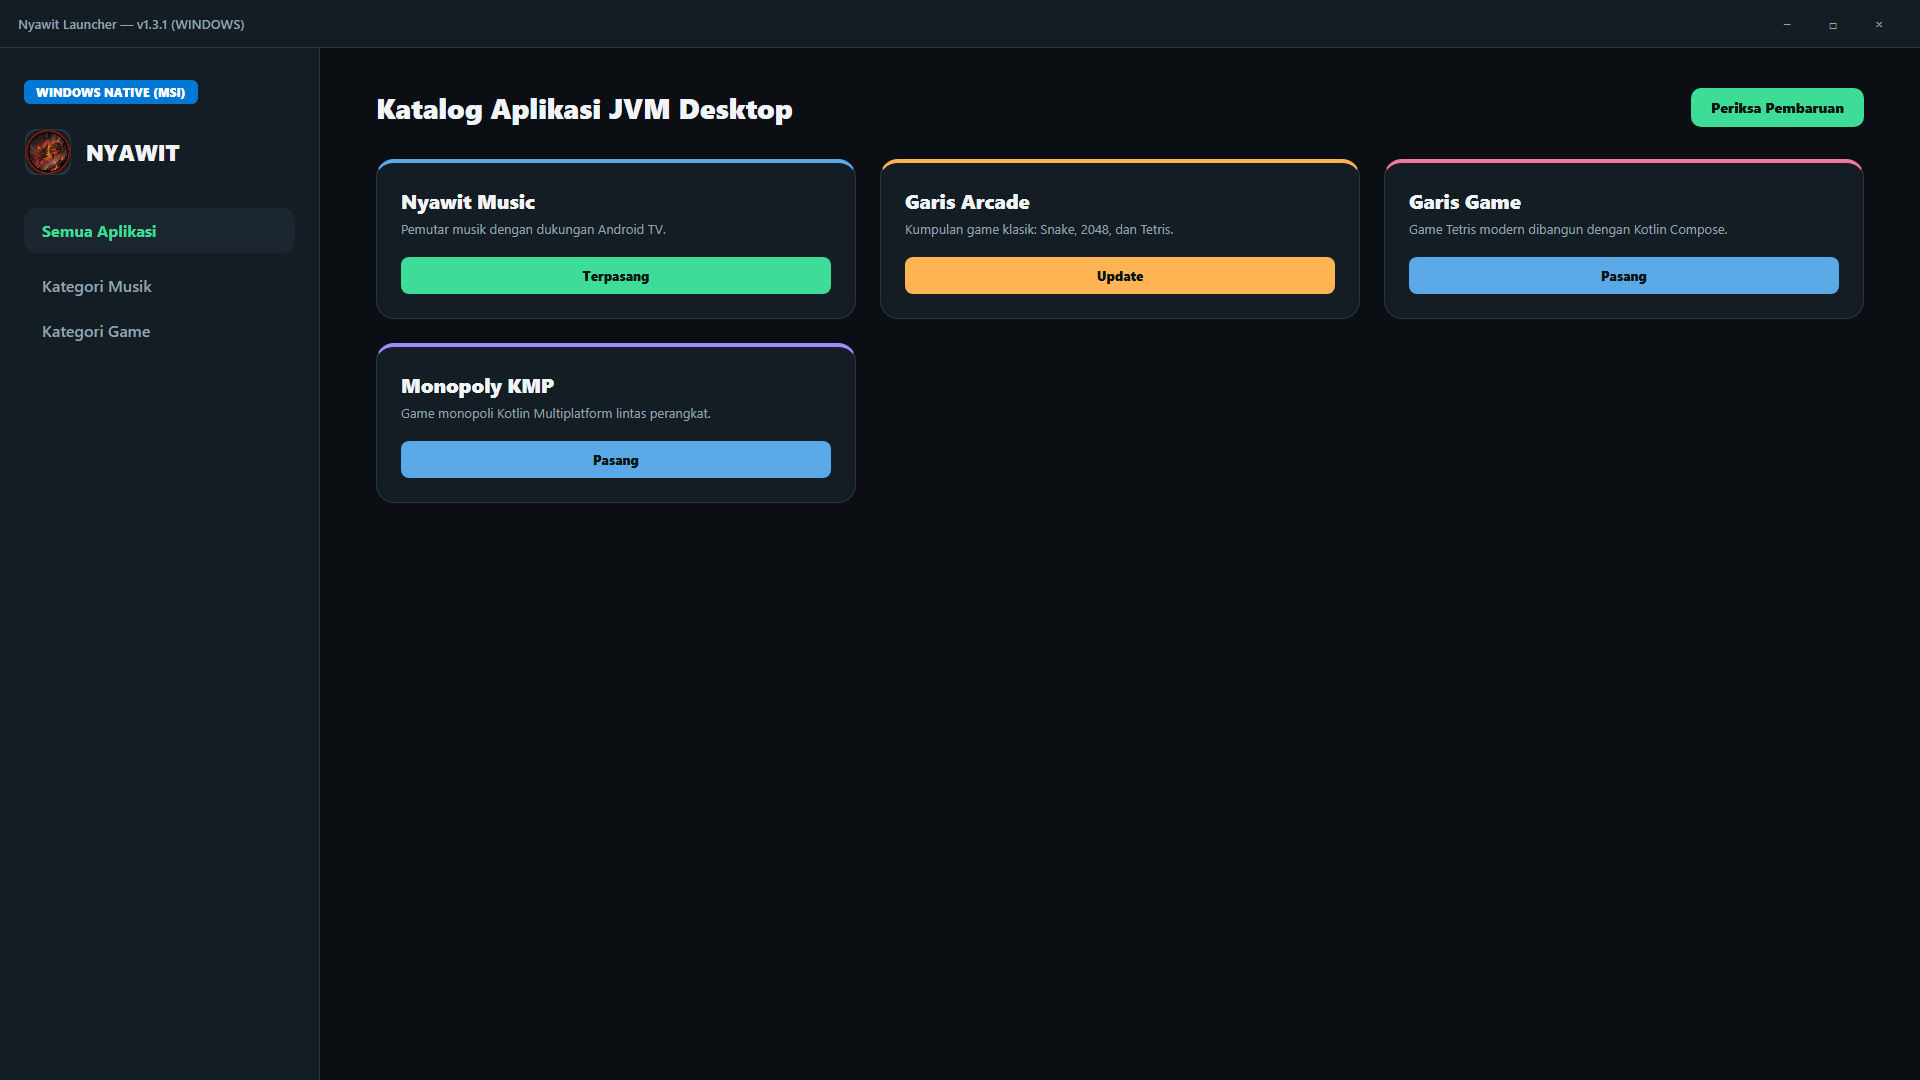 Nyawit Launcher — v1.3.1 (WINDOWS)
WINDOWS NATIVE (MSI)
NYAWIT
Semua Aplikasi
Kategori Musik
Kategori Game
Katalog Aplikasi JVM Desktop
Periksa Pembaruan
Nyawit Music
Pemutar musik dengan dukungan Android TV.
Terpasang
Garis Arcade
Kumpulan game klasik: Snake, 2048, dan Tetris.
Update
Garis Game
Game Tetris modern dibangun dengan Kotlin Compose.
Pasang
Monopoly KMP
Game monopoli Kotlin Multiplatform lintas perangkat.
Pasang